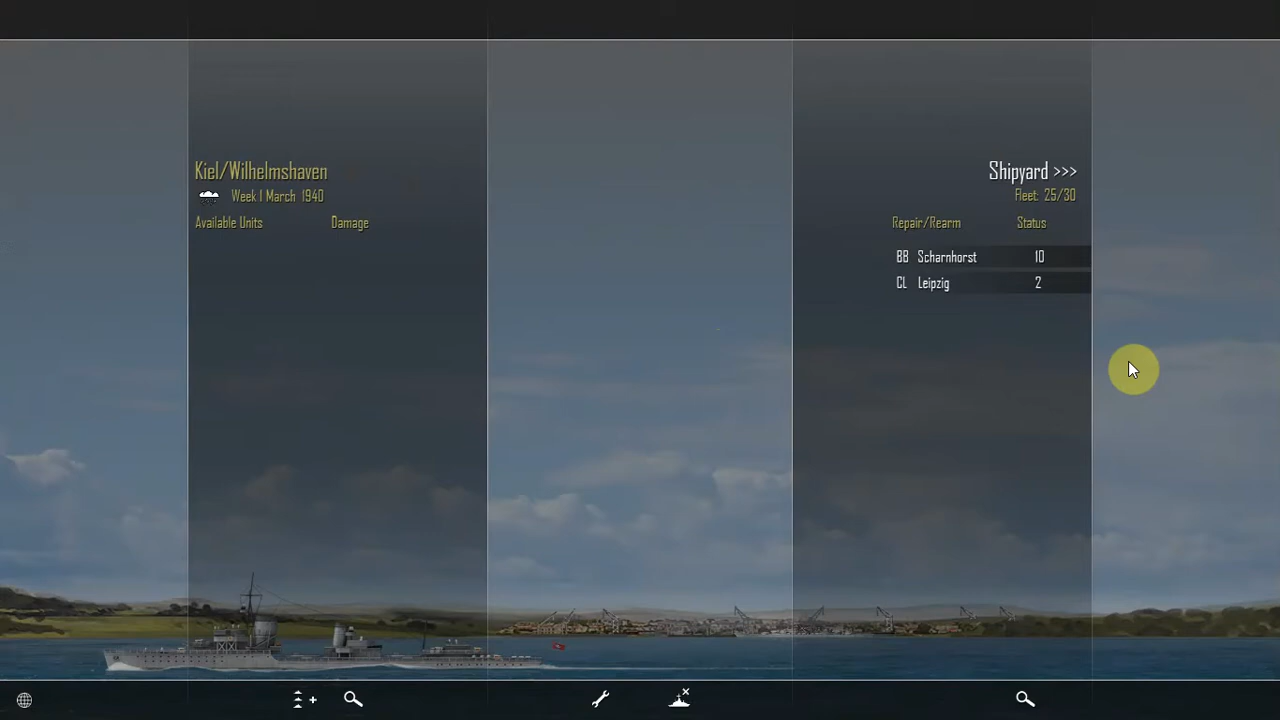 Kiel/Wilhelmshaven
Week 1 March 1940
Available Units Damage
Shipyard >>>
Fleet: 25/30
Repair/Rearm Status
BB Scharnhorst 10
CL Leipzig 2